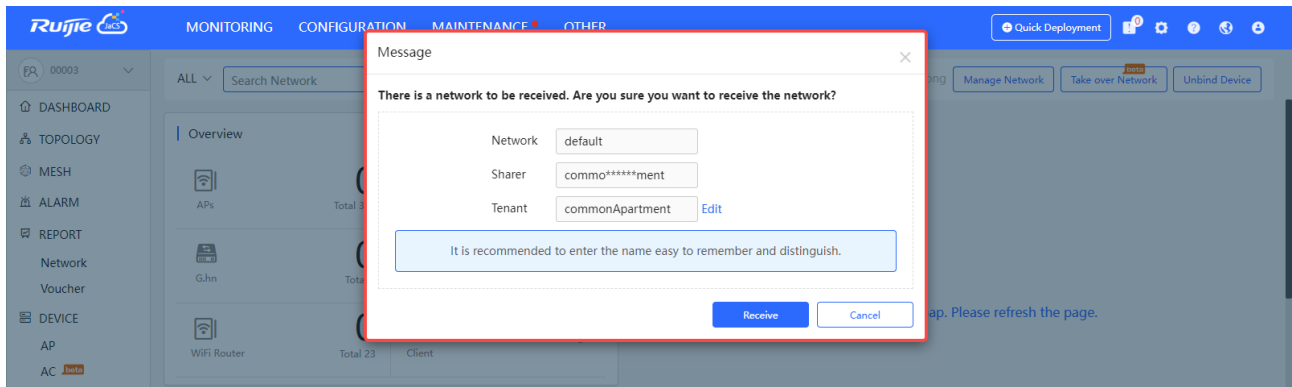 Ruijie JaCS MONITORING CONFIGURATION MAINTENANCE OTHER Quick Deployment 0
00003
ALL Search Network
Manage Network Take over Network beta Unbind Device
DASHBOARD
TOPOLOGY
MESH
ALARM
REPORT
Network
Voucher
DEVICE
AP
AC beta
Overview
APs
G.hn
WiFi Router Total 23 Client
Message
There is a network to be received. Are you sure you want to receive the network?
Network default
Sharer commo******ment
Tenant commonApartment Edit
It is recommended to enter the name easy to remember and distinguish.
Receive Cancel
Please refresh the page.